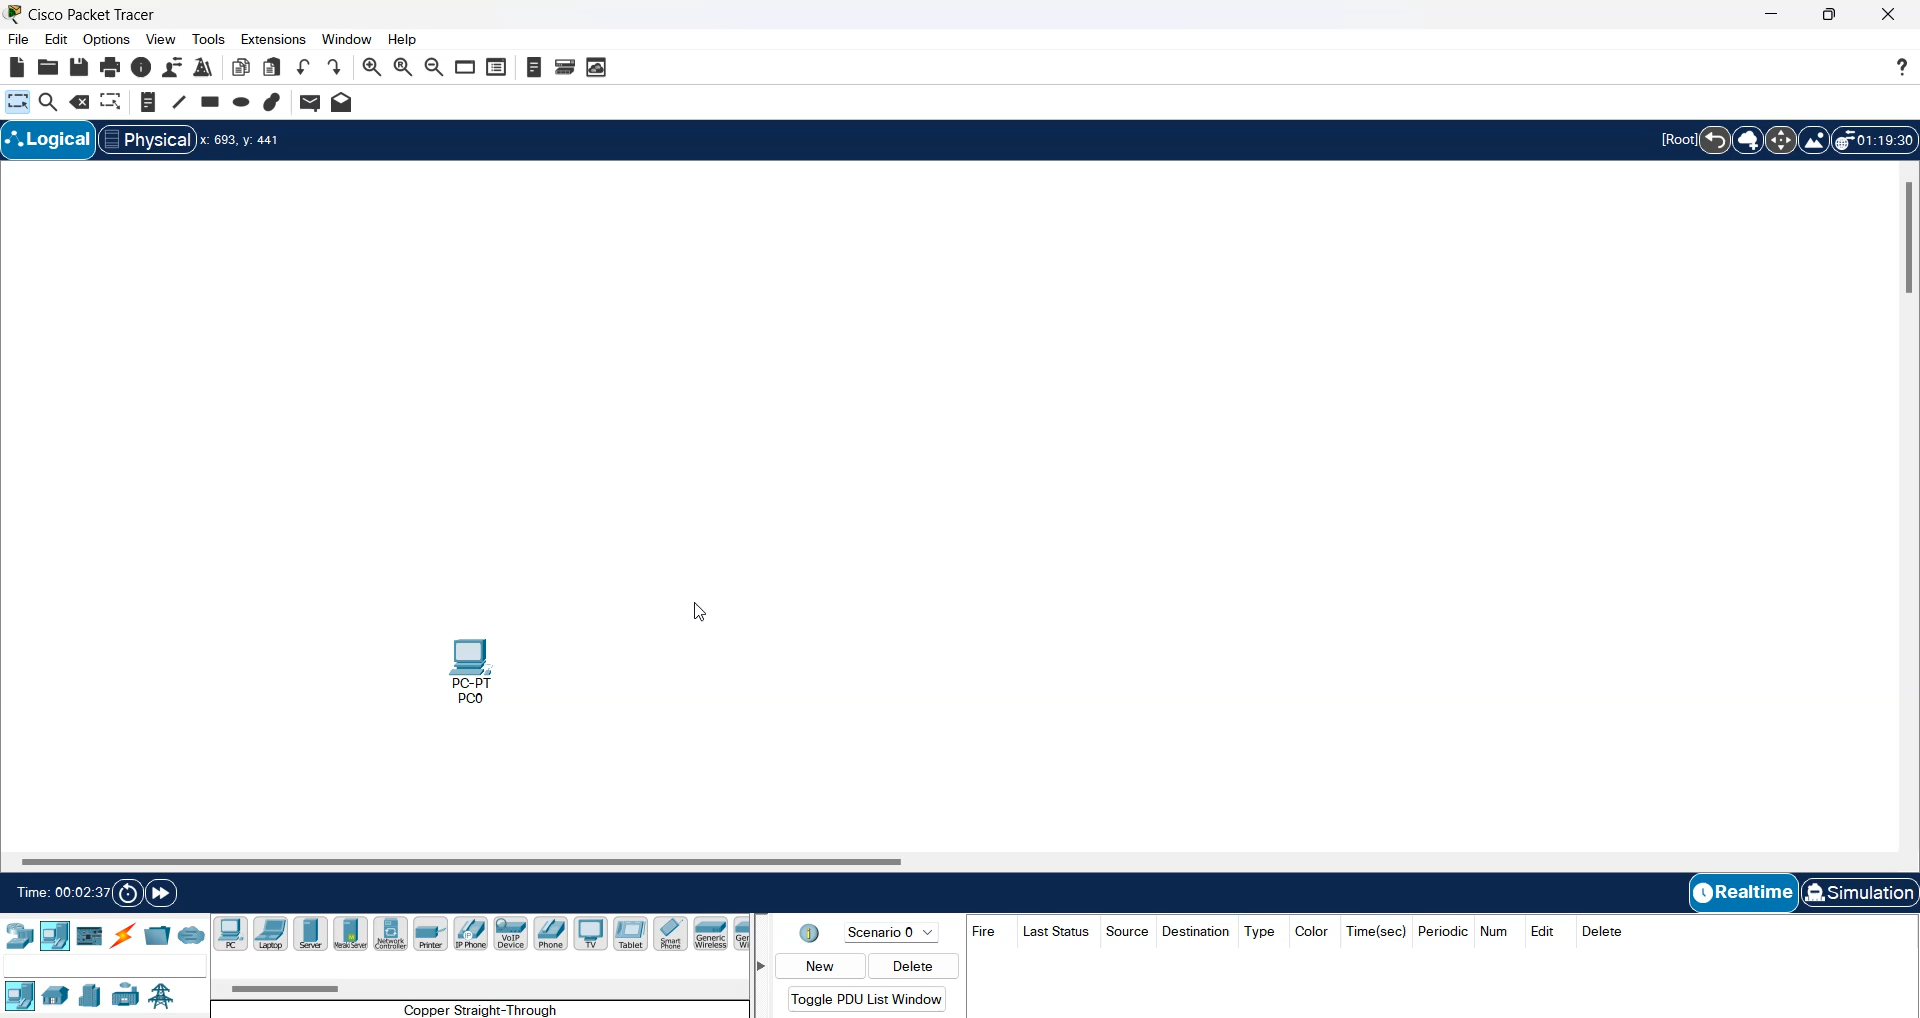 Cisco Packet Tracer
File Edit Options View Tools Extensions Window Help
Logical Physical x: 693, y: 441 [Root] 01:19:30
PC-PT
PC0
Time: 00:02:37 Realtime Simulation
PC Laptop Server Meraki Server Network Controller Printer IP Phone VoIP Device Phone TV Tablet Smart Phone Generic Wireless
Scenario 0 Fire Last Status Source Destination Type Color Time(sec) Periodic Num Edit Delete
New Delete
Toggle PDU List Window
Copper Straight-Through